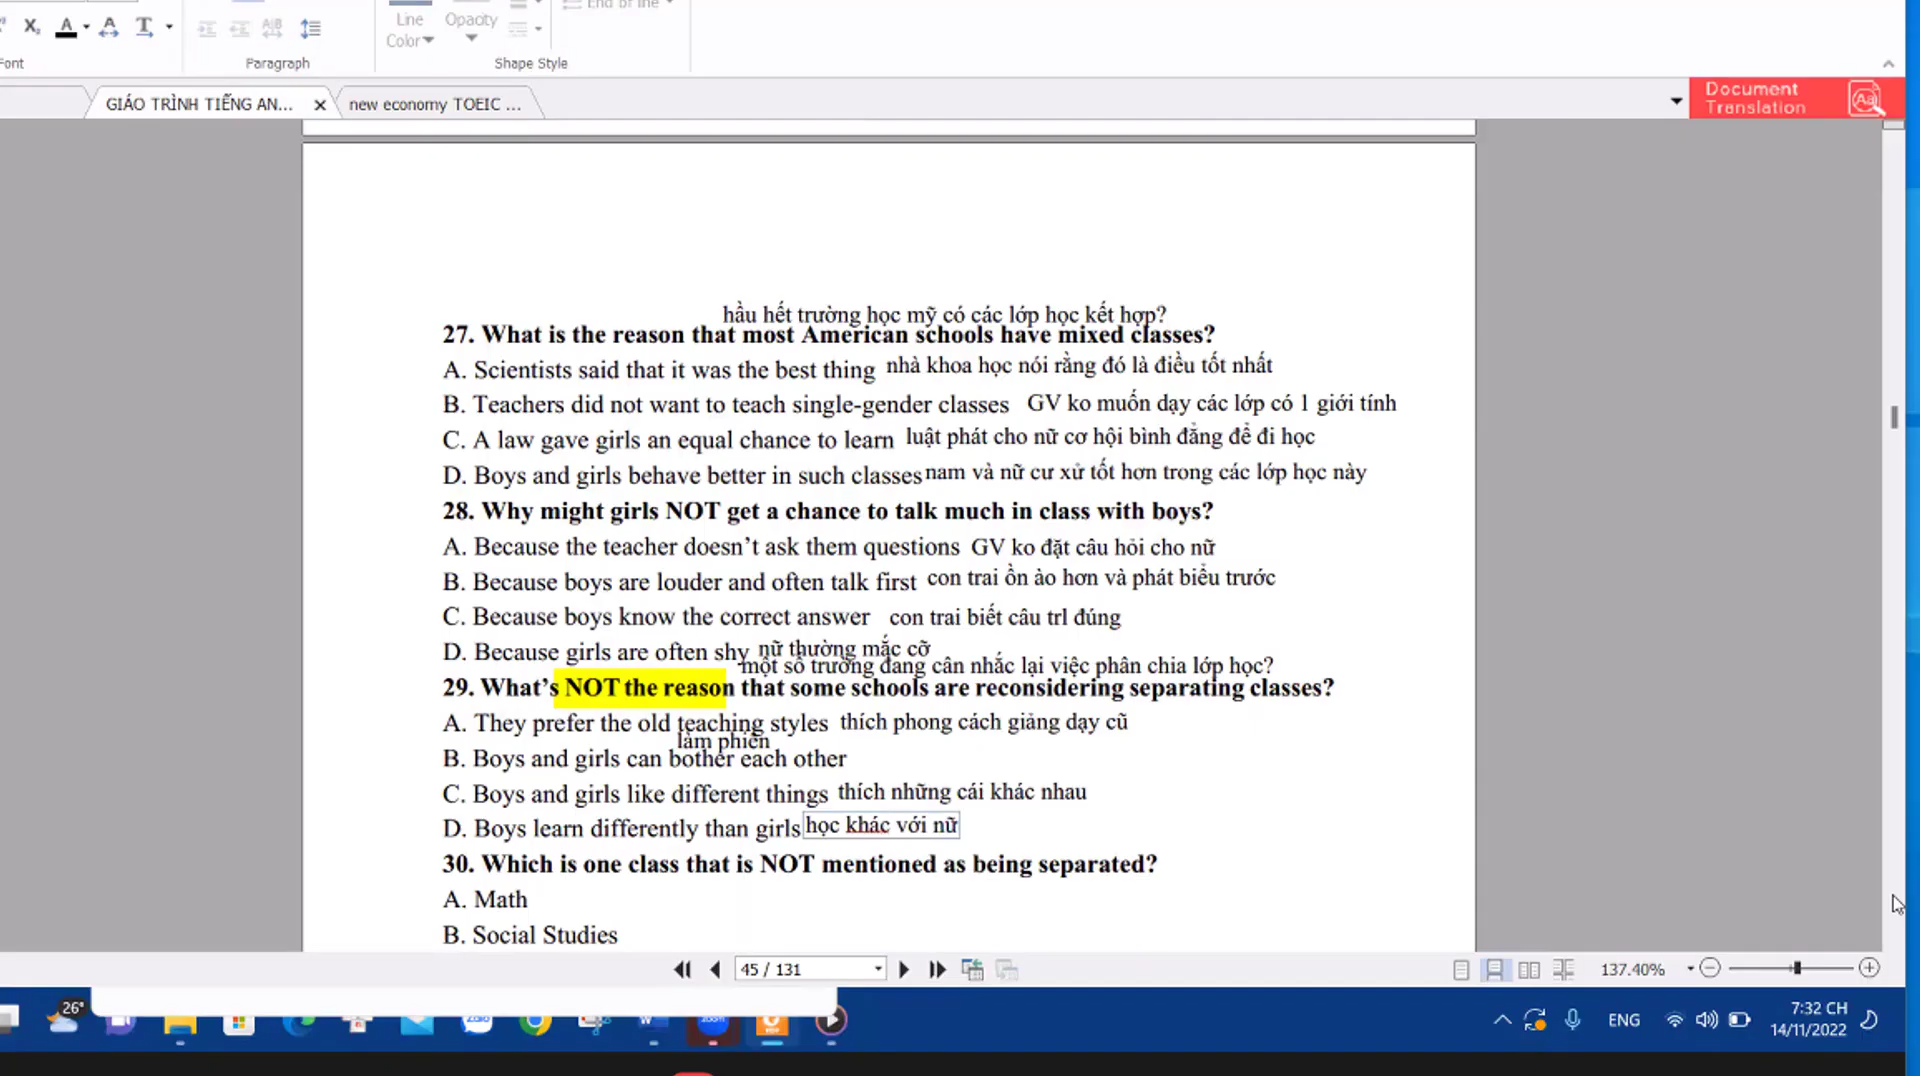 Line
Opacity
End of line
Color
Font
Paragraph
Shape Style
GIÁO TRÌNH TIẾNG AN...
new economy TOEIC ...
Document
Translation
hầu hết trường học mỹ có các lớp học kết hợp?
27. What is the reason that most American schools have mixed classes?
A. Scientists said that it was the best thing nhà khoa học nói rằng đó là điều tốt nhất
B. Teachers did not want to teach single-gender classes GV ko muốn dạy các lớp có 1 giới tính
C. A law gave girls an equal chance to learn luật phát cho nữ cơ hội bình đẳng để đi học
D. Boys and girls behave better in such classes nam và nữ cư xử tốt hơn trong các lớp học này
28. Why might girls NOT get a chance to talk much in class with boys?
A. Because the teacher doesn’t ask them questions GV ko đặt câu hỏi cho nữ
B. Because boys are louder and often talk first con trai ồn ào hơn và phát biểu trước
C. Because boys know the correct answer con trai biết câu trl đúng
D. Because girls are often shy nữ thường mắc cỡ
một số trường đang cân nhắc lại việc phân chia lớp học?
29. What’s NOT the reason that some schools are reconsidering separating classes?
A. They prefer the old teaching styles thích phong cách giảng dạy cũ
làm phiền
B. Boys and girls can bother each other
C. Boys and girls like different things thích những cái khác nhau
D. Boys learn differently than girls học khác với nữ
30. Which is one class that is NOT mentioned as being separated?
A. Math
B. Social Studies
45 / 131
137.40%
26°
Zalo
zoom
ENG
7:32 CH
14/11/2022